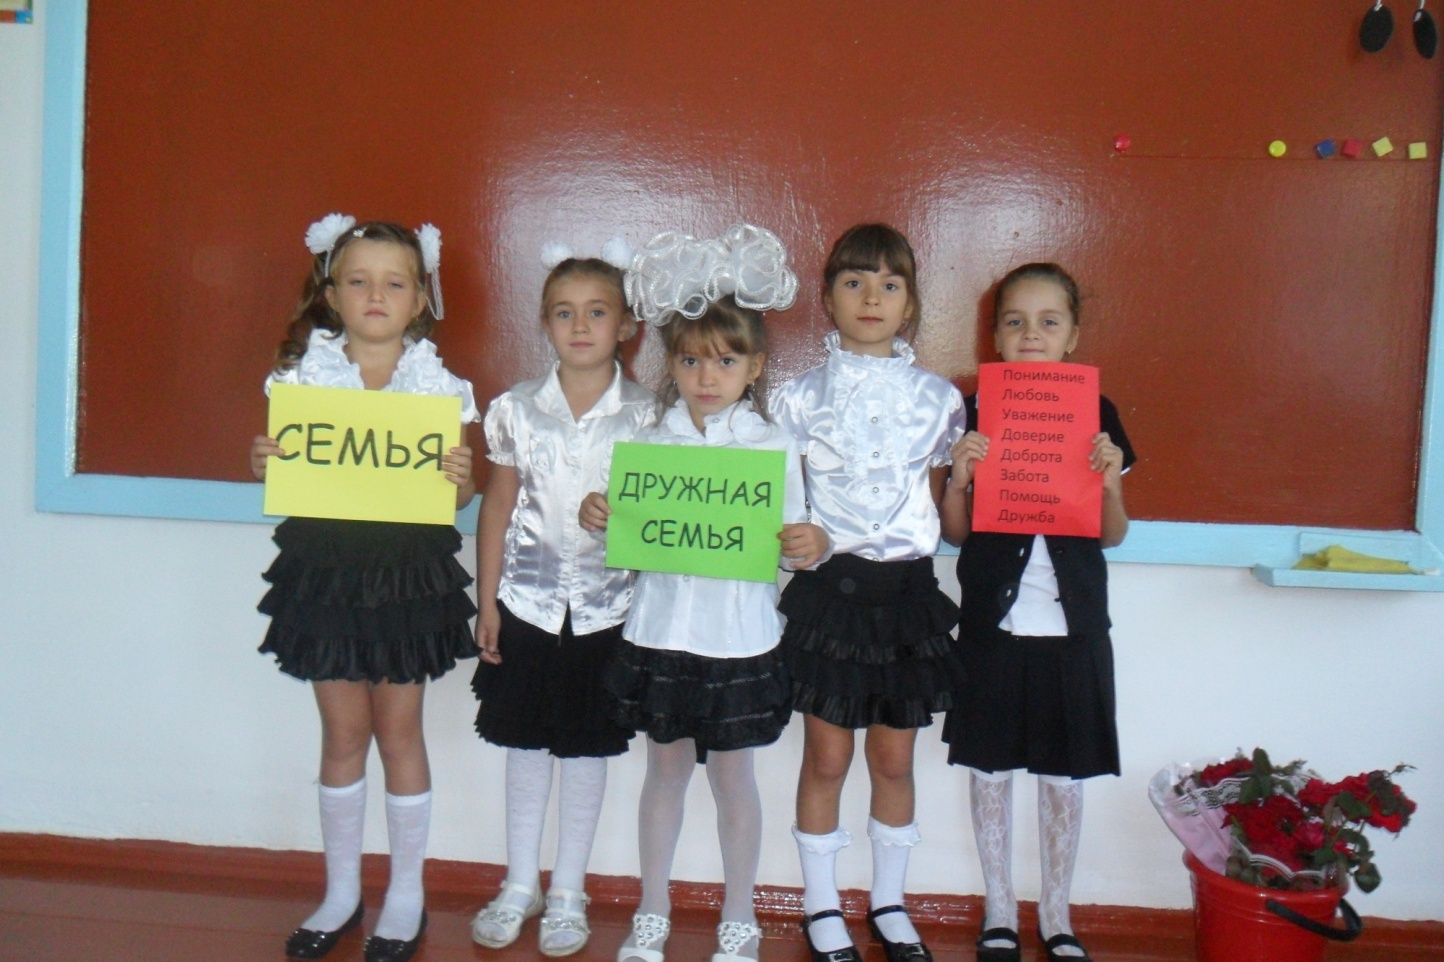 СЕМЬЯ
ДРУЖНАЯ
СЕМЬЯ
Понимание
Любовь
Уважение
Доверие
Доброта
Забота
Помощь
Дружба